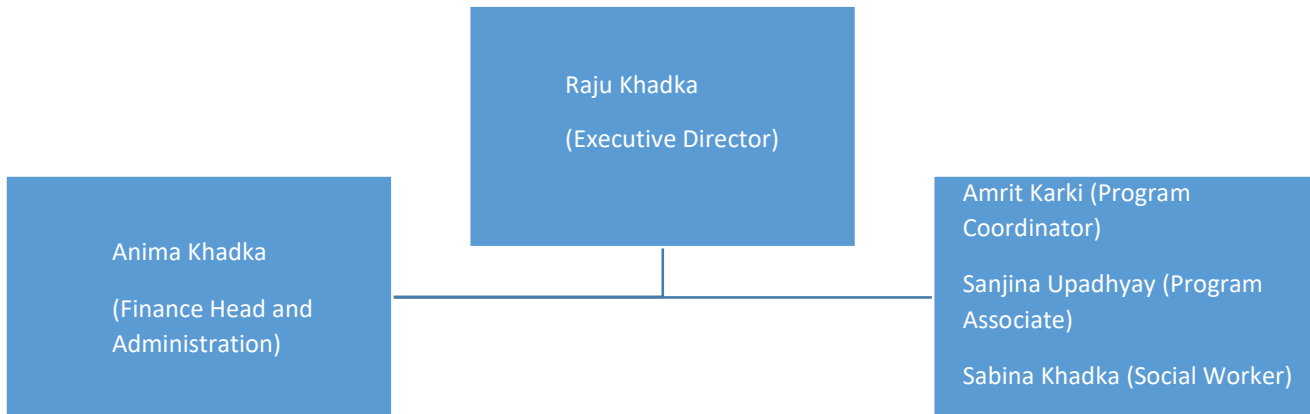 Raju Khadka
(Executive Director)
Anima Khadka
(Finance Head and
Administration)
Amrit Karki (Program
Coordinator)
Sanjina Upadhyay (Program
Associate)
Sabina Khadka (Social Worker)